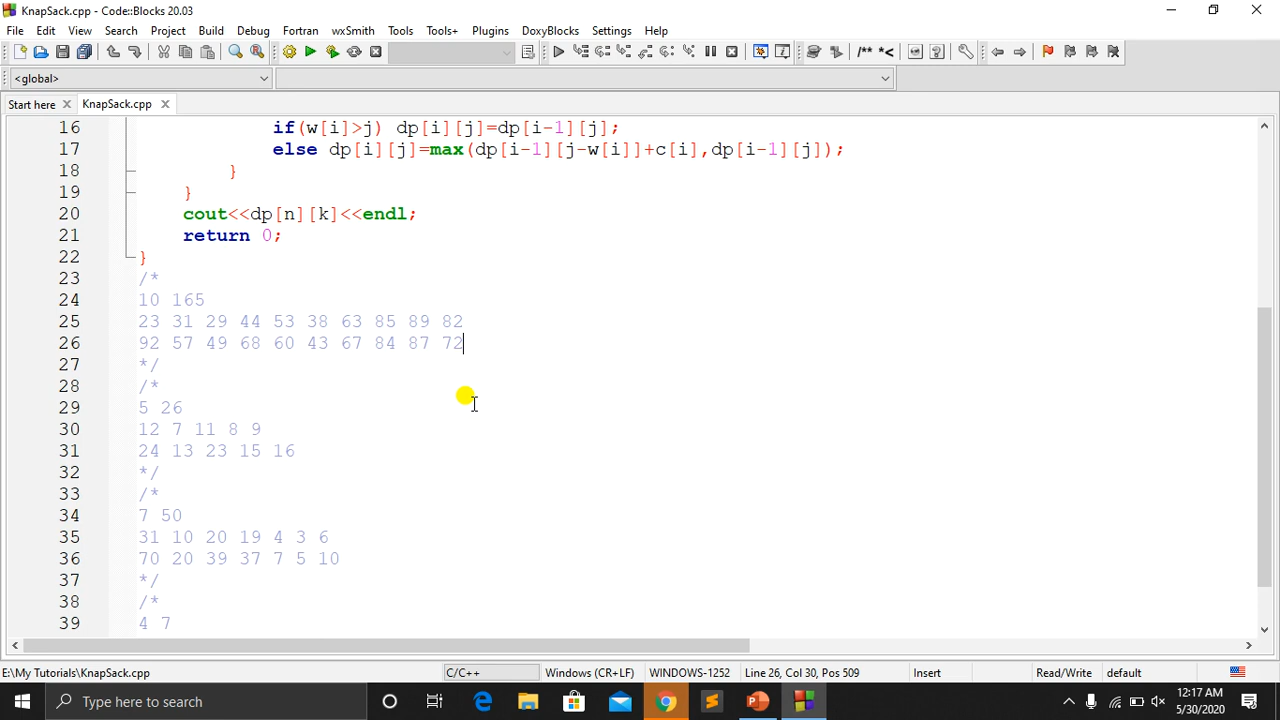 KnapSack.cpp - Code::Blocks 20.03
File Edit View Search Project Build Debug Fortran wxSmith Tools Tools+ Plugins DoxyBlocks Settings Help
/** *<
<global>
Start here KnapSack.cpp
16 if(w[i]>j) dp[i][j]=dp[i-1][j];
17 else dp[i][j]=max(dp[i-1][j-w[i]]+c[i],dp[i-1][j]);
18 }
19 }
20 cout<<dp[n][k]<<endl;
21 return 0;
22 }
23 /*
24 10 165
25 23 31 29 44 53 38 63 85 89 82
26 92 57 49 68 60 43 67 84 87 72
27 */
28 /*
29 5 26
30 12 7 11 8 9
31 24 13 23 15 16
32 */
33 /*
34 7 50
35 31 10 20 19 4 3 6
36 70 20 39 37 7 5 10
37 */
38 /*
39 4 7
E:\My Tutorials\KnapSack.cpp C/C++ Windows (CR+LF) WINDOWS-1252 Line 26, Col 30, Pos 509 Insert Read/Write default
Type here to search
12:17 AM
5/30/2020